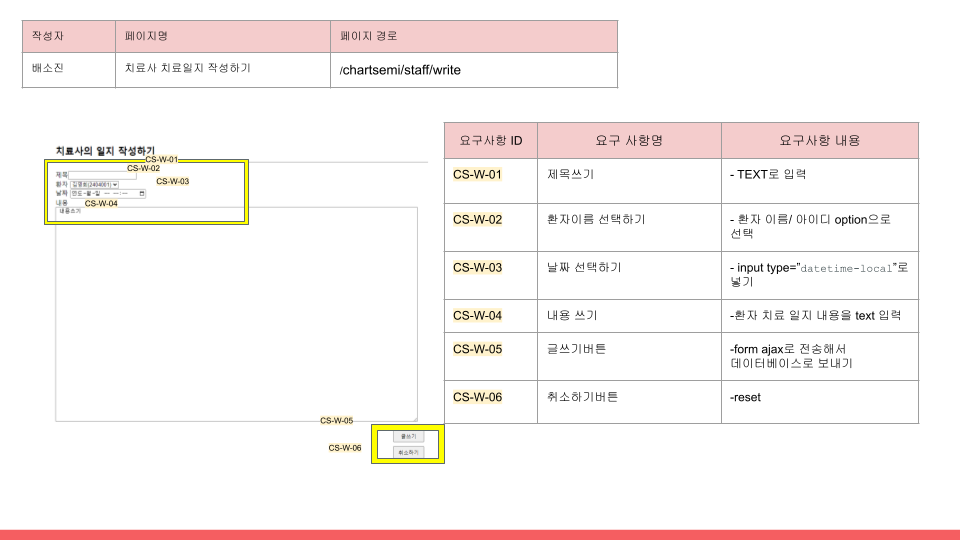 작성자 페이지명 페이지 경로
배소진 치료사 치료일지 작성하기 /chartsemi/staff/write
치료사의 일지 작성하기
CS-W-01
CS-W-02
제목
CS-W-03
환자 김영희(2404001)
날짜 연도-월-일 -- --:--
내용 CS-W-04
내용쓰기
CS-W-05
글쓰기
CS-W-06
취소하기
요구사항 ID 요구 사항명 요구사항 내용
CS-W-01 제목쓰기 - TEXT로 입력
CS-W-02 환자이름 선택하기 - 환자 이름/ 아이디 option으로
선택
CS-W-03 날짜 선택하기 - input type=”datetime-local”로
넣기
CS-W-04 내용 쓰기 -환자 치료 일지 내용을 text 입력
CS-W-05 글쓰기버튼 -form ajax로 전송해서
데이터베이스로 보내기
CS-W-06 취소하기버튼 -reset